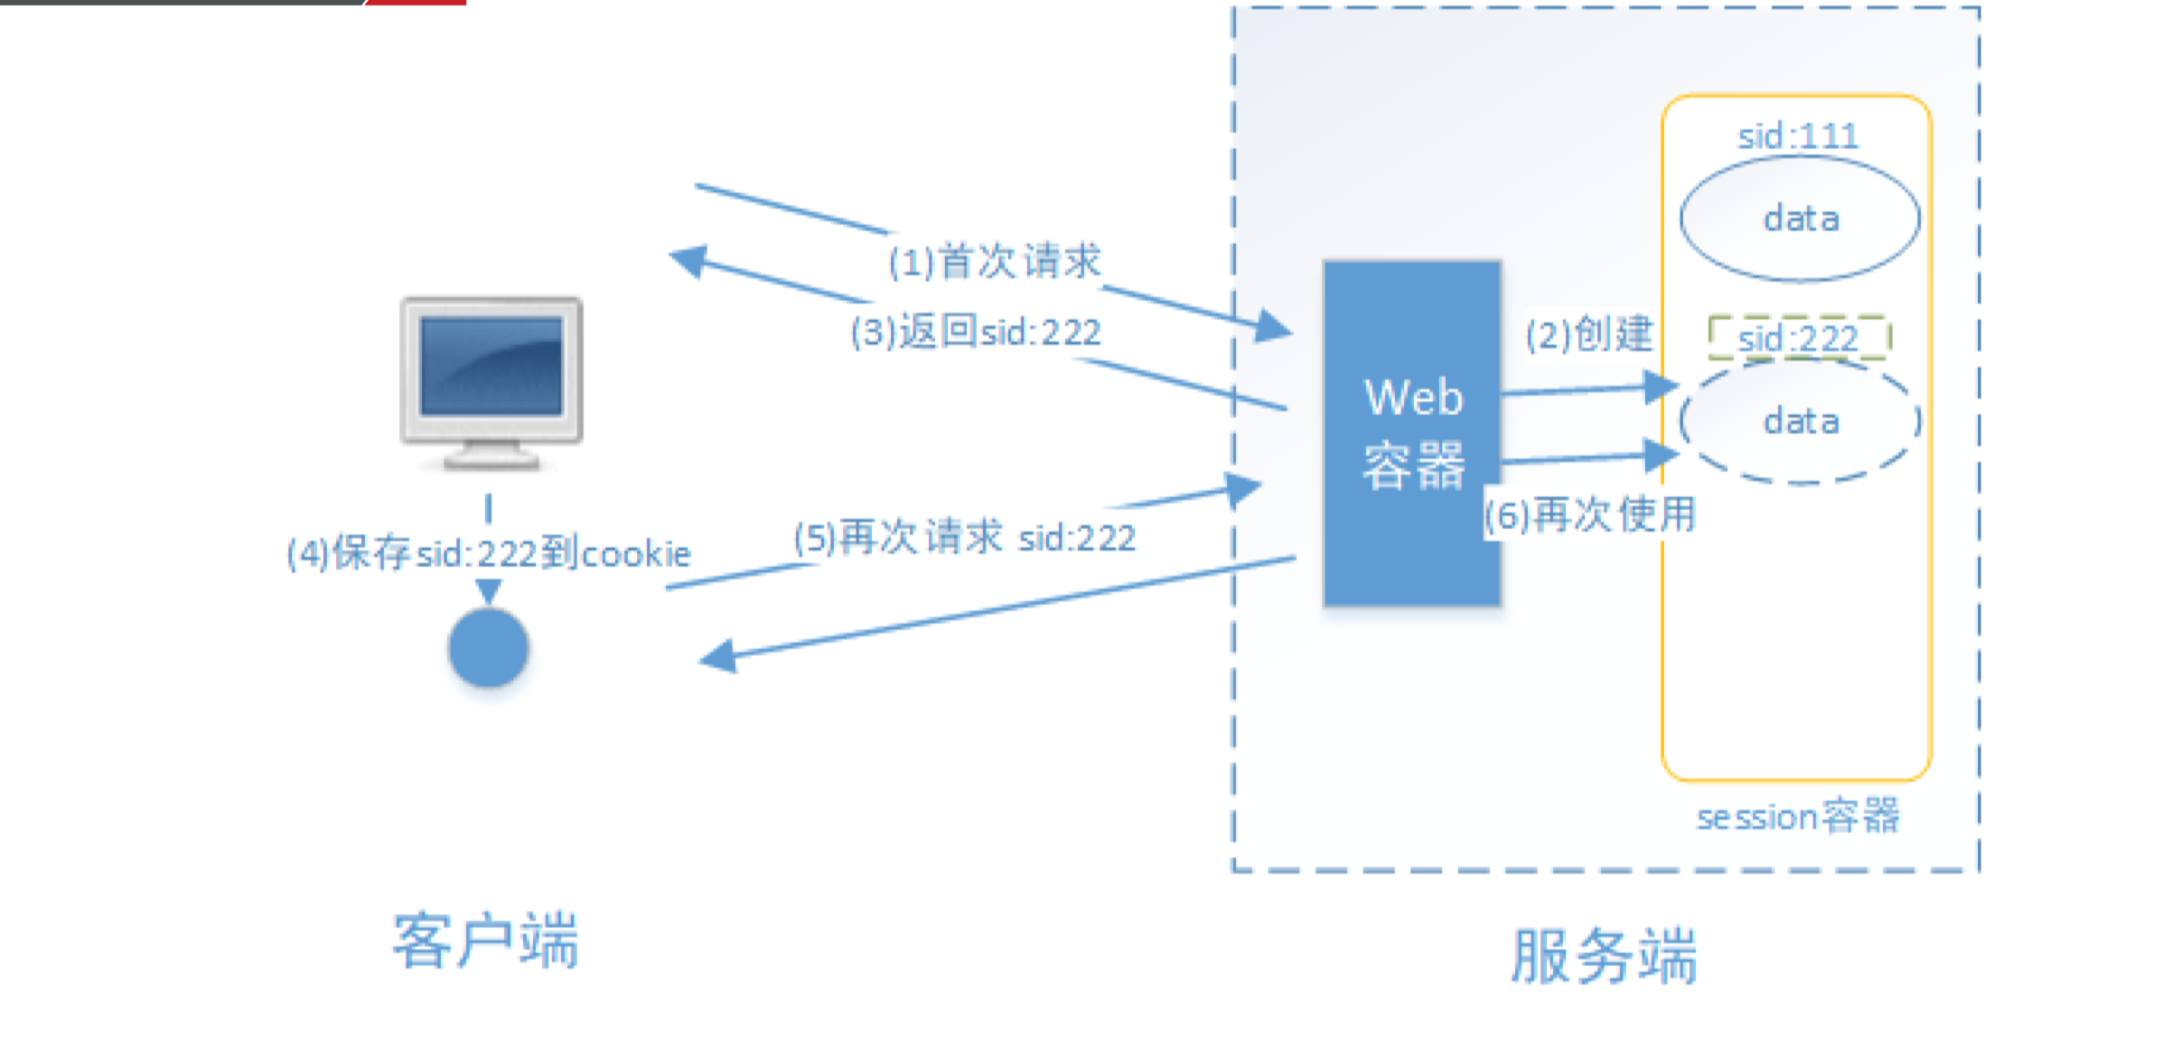 (1)首次请求
(3)返回sid:222
(4)保存sid:222到cookie
(5)再次请求 sid:222
客户端
Web
容器
(2)创建
(6)再次使用
sid:111
data
sid:222
data
session容器
服务端